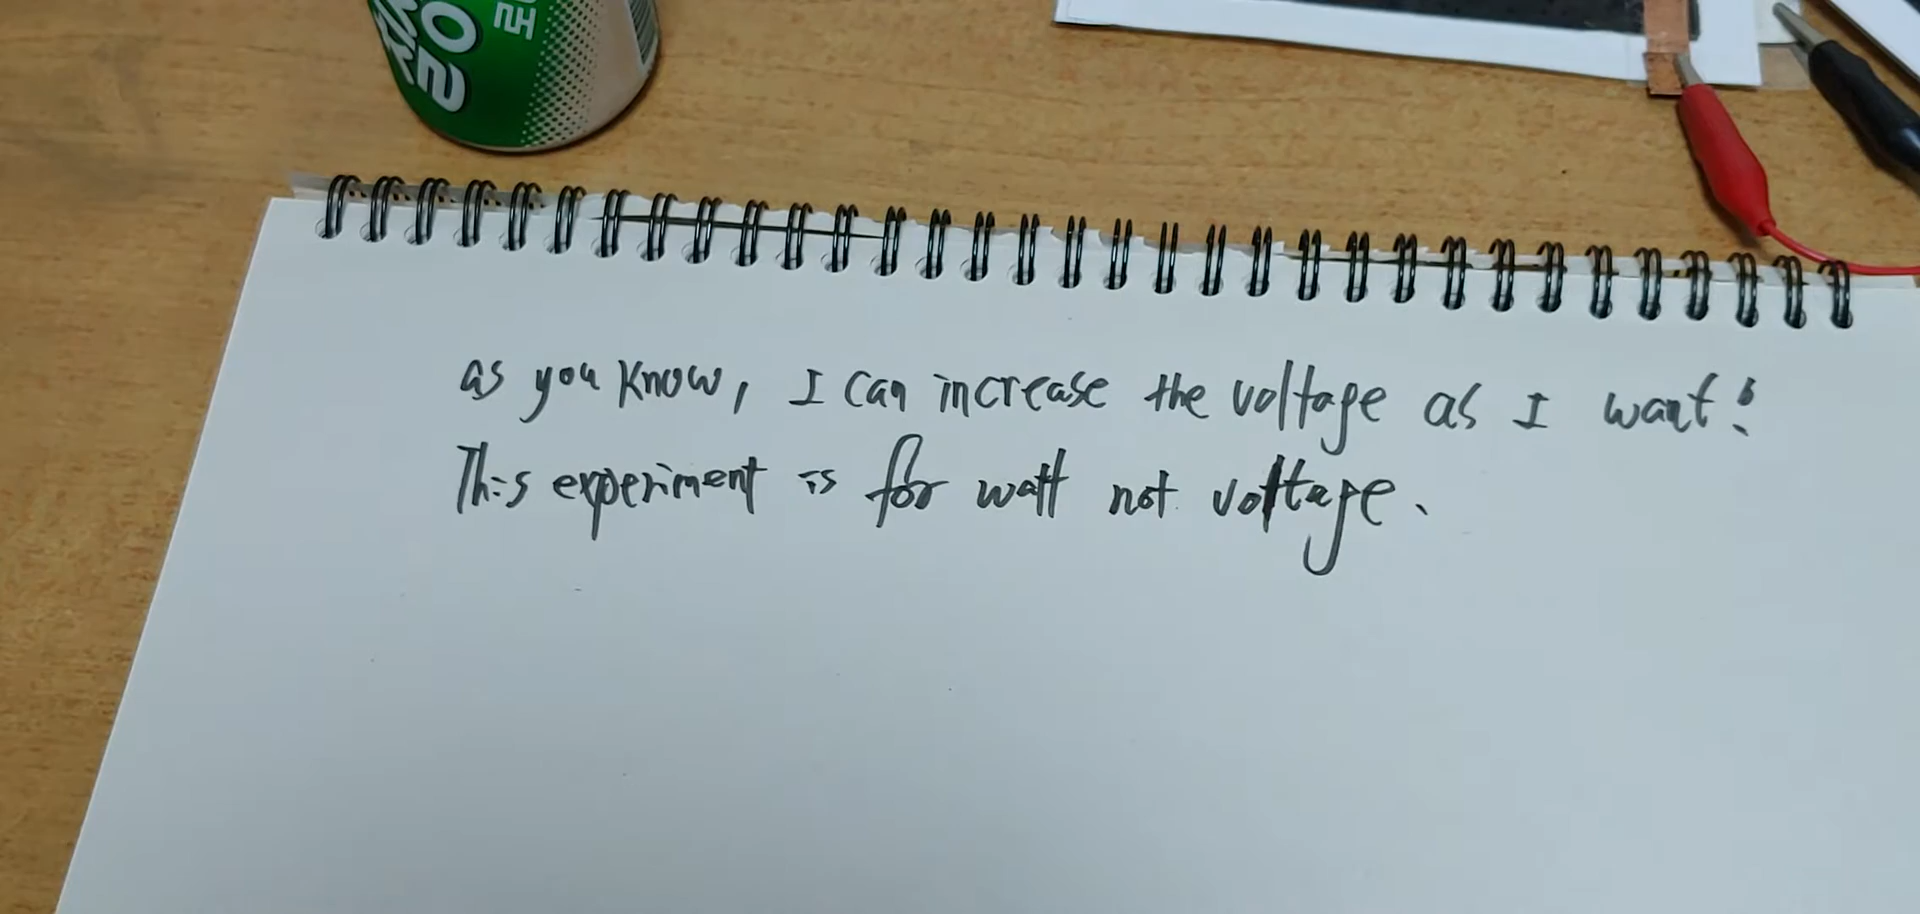 as you know, I can increase the voltage as I want!
This experiment is for watt not voltage.